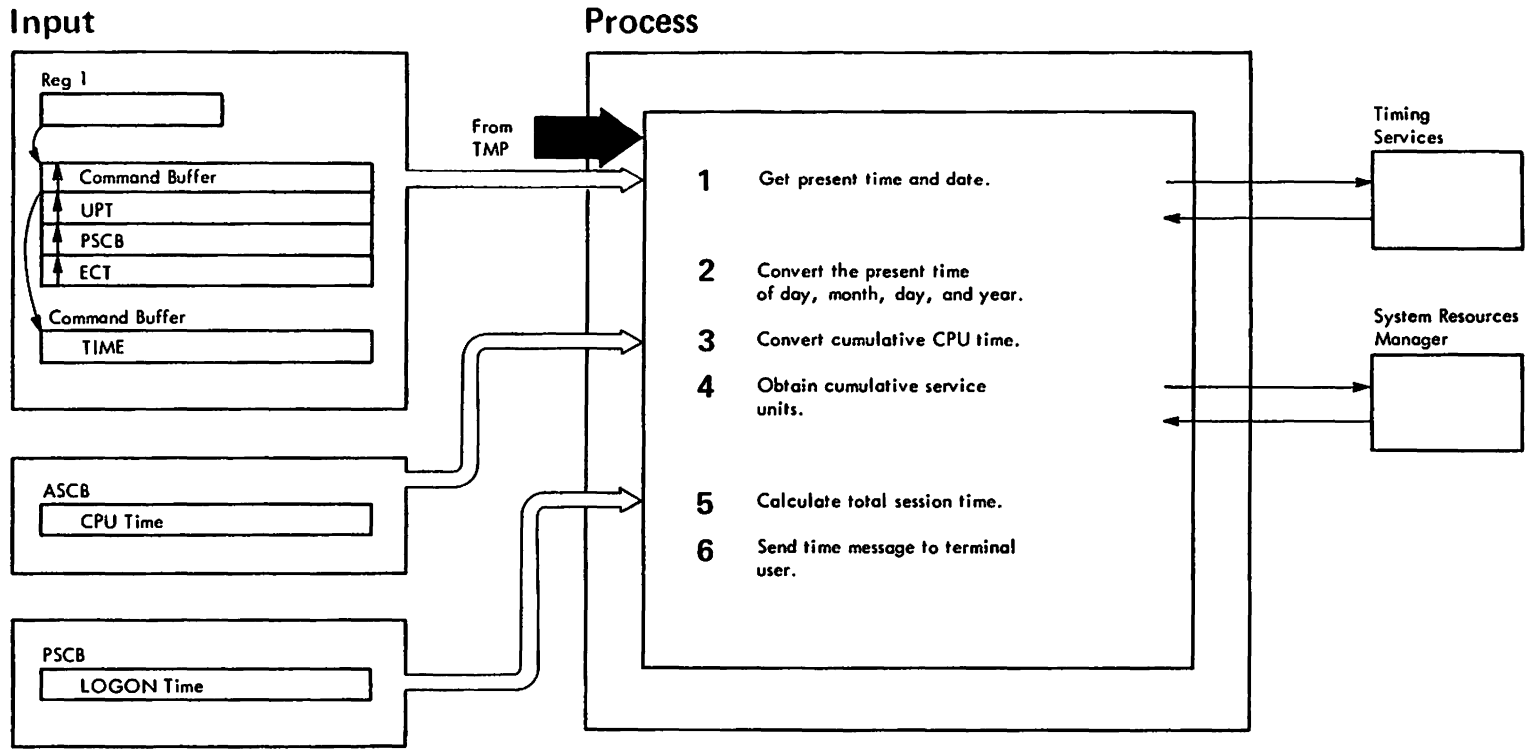 Input
Reg 1
Command Buffer
UPT
PSCB
ECT
Command Buffer
TIME
ASCB
CPU Time
PSCB
LOGON Time
Process
From
TMP
1 Get present time and date.
2 Convert the present time
of day, month, day, and year.
3 Convert cumulative CPU time.
4 Obtain cumulative service
units.
5 Calculate total session time.
6 Send time message to terminal
user.
Timing
Services
System Resources
Manager